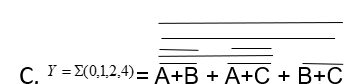 C. Y = Σ(0,1,2,4) = A+B + A+C + B+C